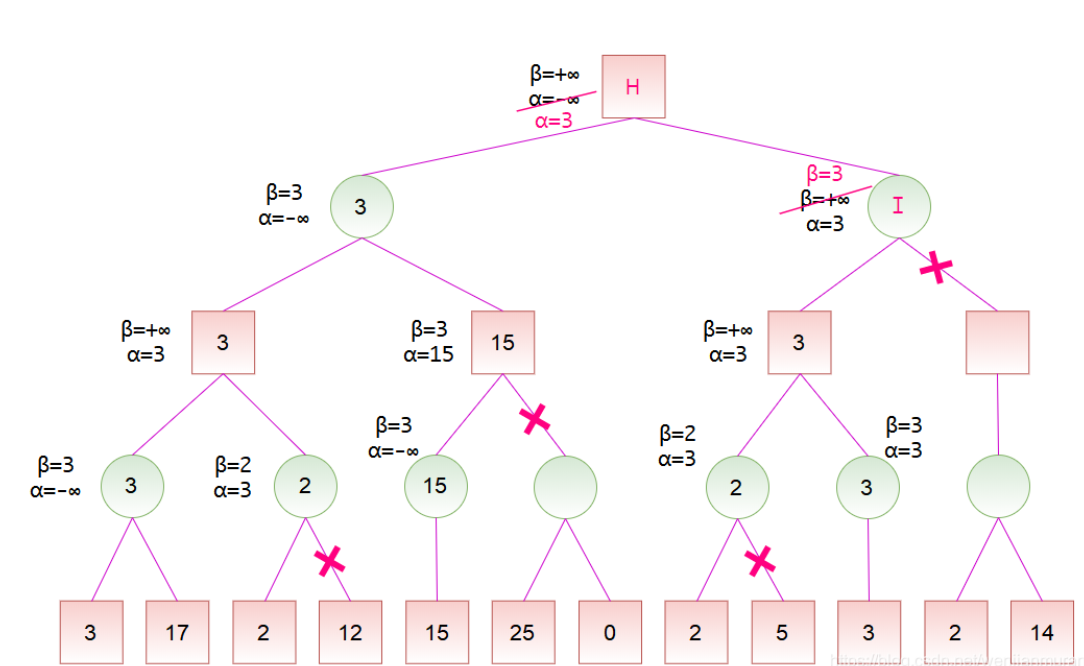 β=+∞
α=-∞
α=3
H
β=3
α=-∞
3
β=3
β=+∞
α=3
I
β=+∞
α=3
3
β=3
α=15
15
β=+∞
α=3
3
β=3
α=-∞
3
β=2
α=3
2
β=3
α=-∞
15
β=2
α=3
2
β=3
α=3
3
3
17
2
12
15
25
0
2
5
3
2
14